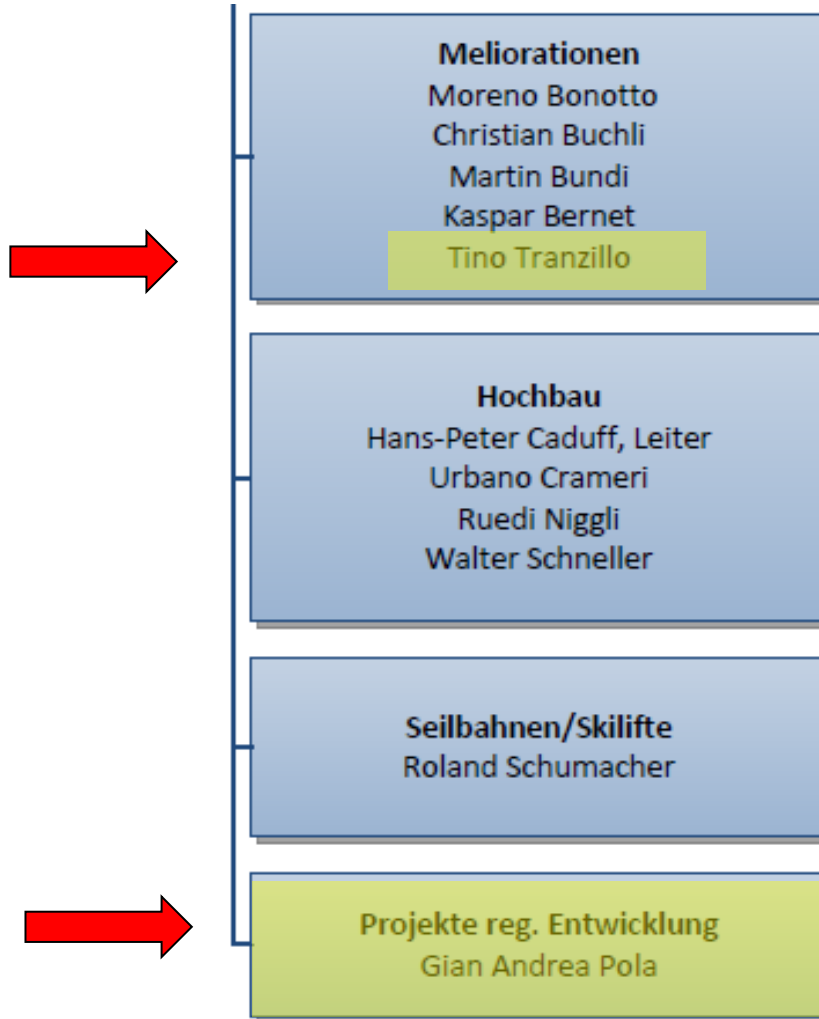 Meliorationen
Moreno Bonotto
Christian Buchli
Martin Bundi
Kaspar Bernet
Tino Tranzillo
Hochbau
Hans-Peter Caduff, Leiter
Urbano Crameri
Ruedi Niggli
Walter Schneller
Seilbahnen/Skilifte
Roland Schumacher
Projekte reg. Entwicklung
Gian Andrea Pola